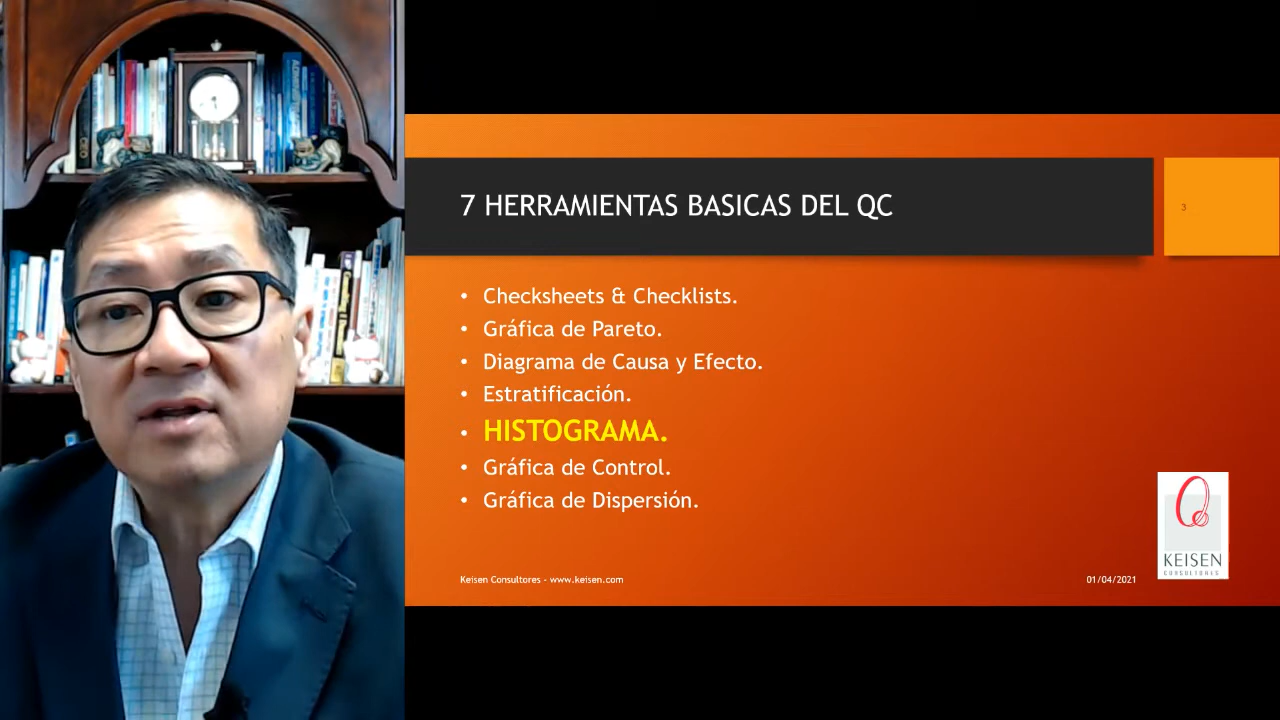 7 HERRAMIENTAS BASICAS DEL QC
3
• Checksheets & Checklists.
• Gráfica de Pareto.
• Diagrama de Causa y Efecto.
• Estratificación.
• HISTOGRAMA.
• Gráfica de Control.
• Gráfica de Dispersión.
KEISEN
CONSULTORES
Keisen Consultores - www.keisen.com
01/04/2021